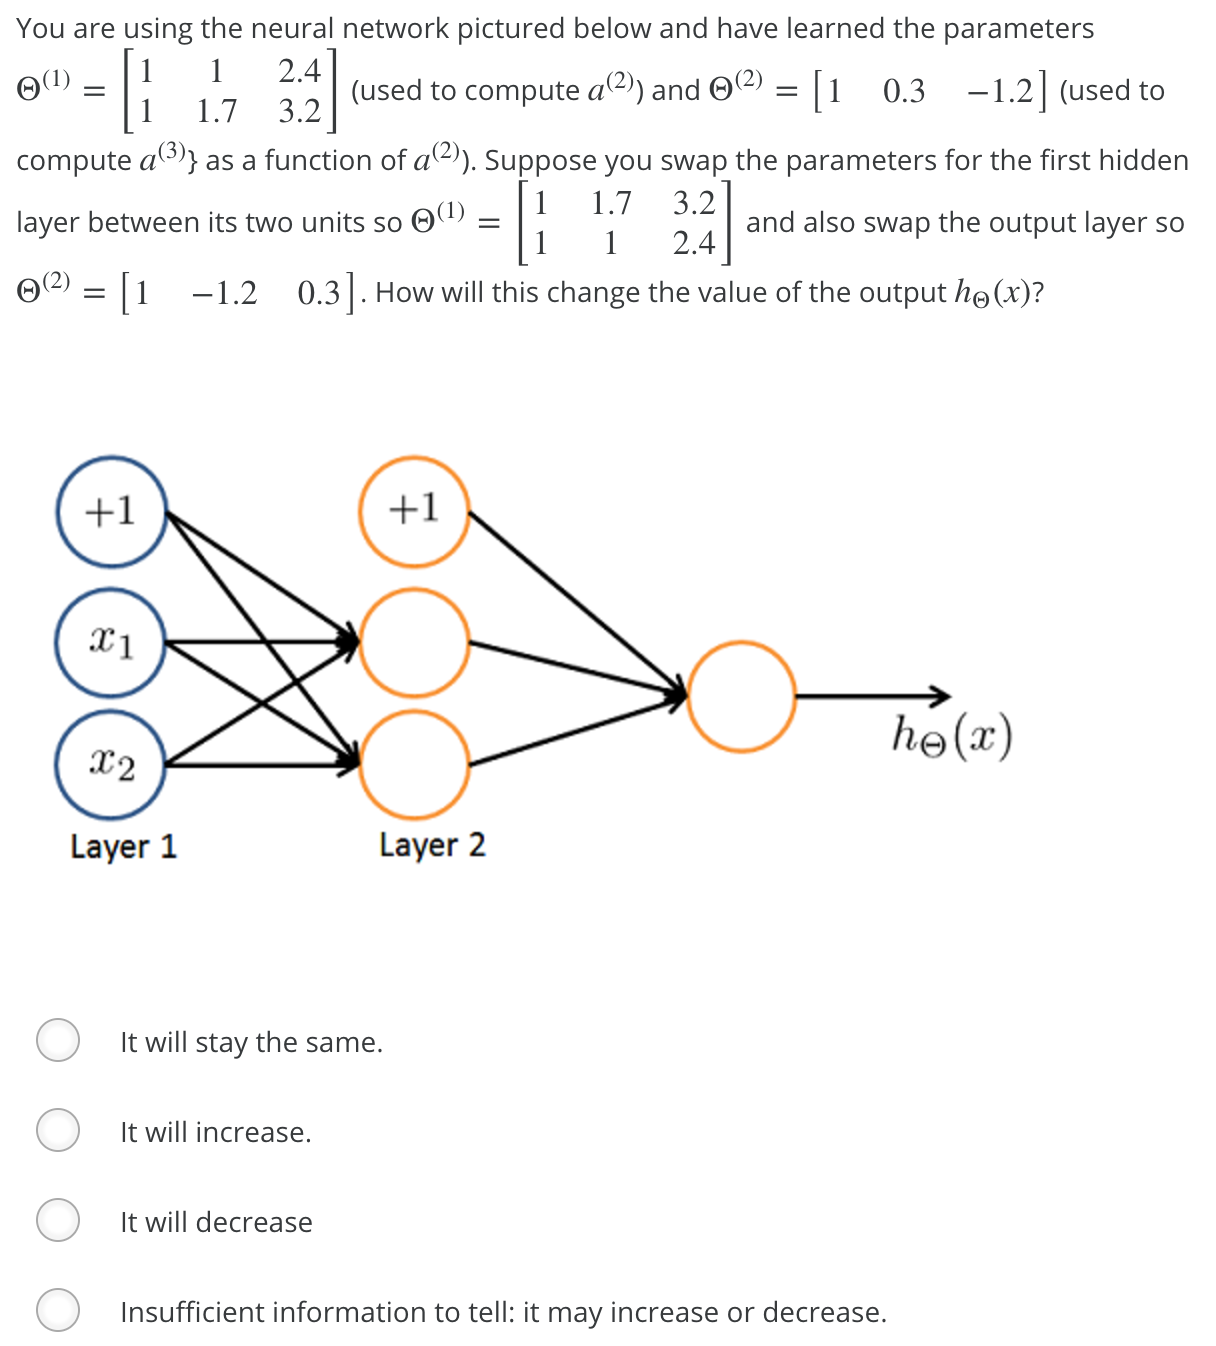 You are using the neural network pictured below and have learned the parameters
Θ^(1) = [1 1 2.4; 1 1.7 3.2] (used to compute a^(2)) and Θ^(2) = [1 0.3 −1.2] (used to
compute a^(3)} as a function of a^(2)). Suppose you swap the parameters for the first hidden
layer between its two units so Θ^(1) = [1 1.7 3.2; 1 1 2.4] and also swap the output layer so
Θ^(2) = [1 −1.2 0.3]. How will this change the value of the output h_Θ(x)?
+1 +1
x_1
x_2
h_Θ(x)
Layer 1 Layer 2
It will stay the same.
It will increase.
It will decrease
Insufficient information to tell: it may increase or decrease.